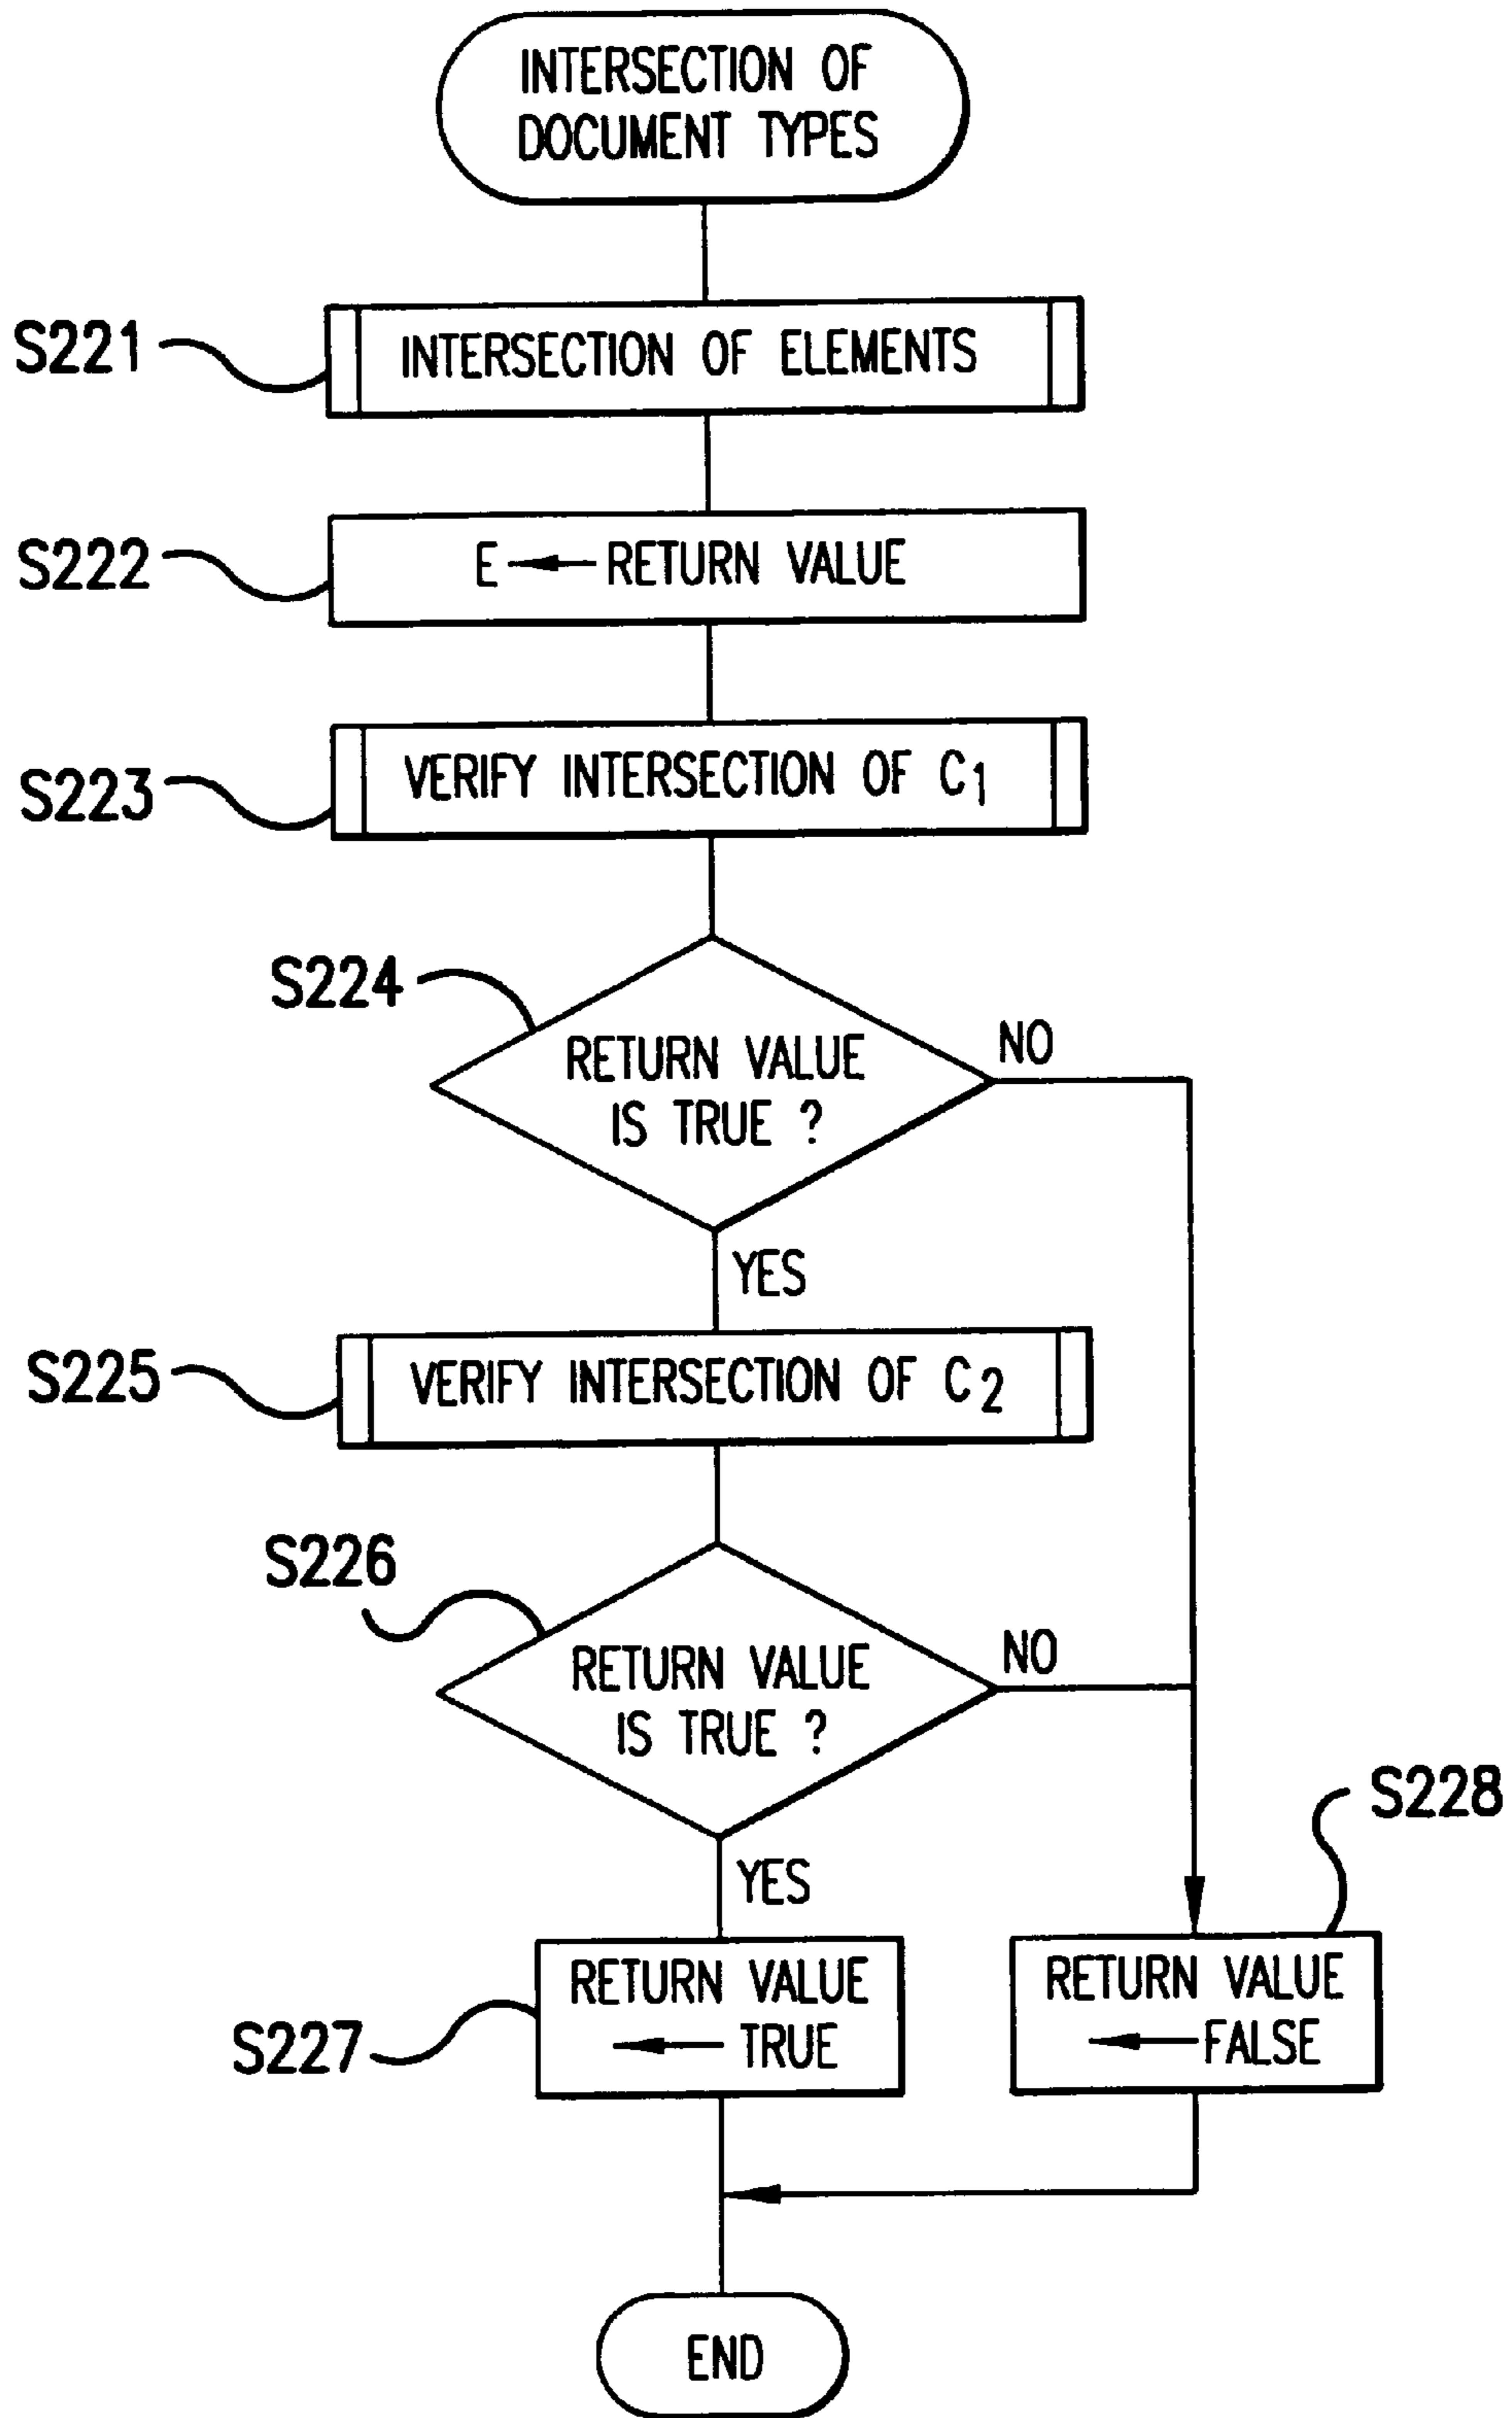 INTERSECTION OF
DOCUMENT TYPES
S221
INTERSECTION OF ELEMENTS
S222
E ← RETURN VALUE
S223
VERIFY INTERSECTION OF C1
S224
RETURN VALUE
IS TRUE ?
NO
YES
S225
VERIFY INTERSECTION OF C2
S226
RETURN VALUE
IS TRUE ?
NO
YES
S228
S227
RETURN VALUE
← TRUE
RETURN VALUE
← FALSE
END